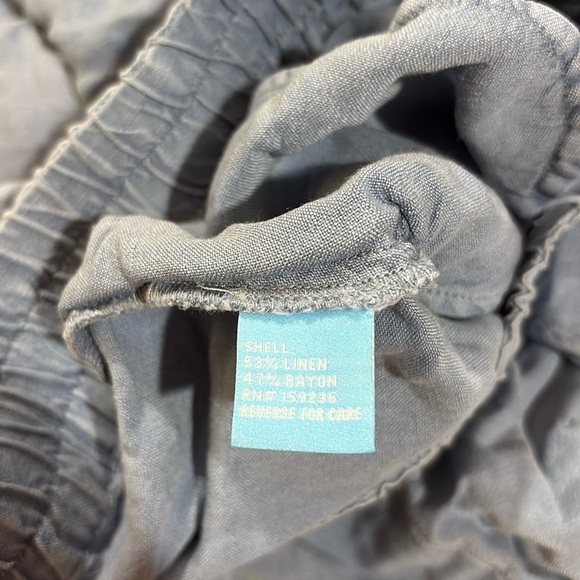 SHELL
53% LINEN
47% RAYON
RN# 159236
REVERSE FOR CARE